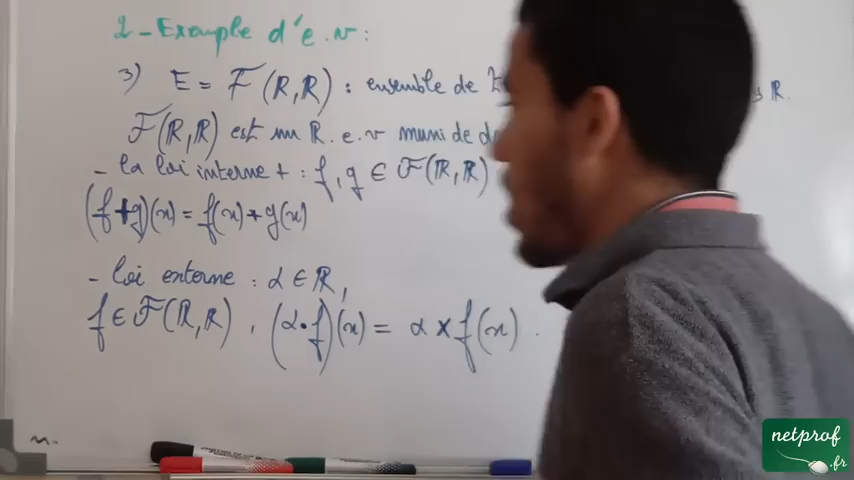 2 - Exemple d'e.v :
3) E = F(R,R) : ensemble de R.
F(R,R) est un R.e.v muni de
- la loi interne + : f, g ∈ F(R,R)
(f+g)(x) = f(x)+g(x)
- loi externe : α ∈ R,
f ∈ F(R,R), (α•f)(x) = α × f(x).
netprof
.fr